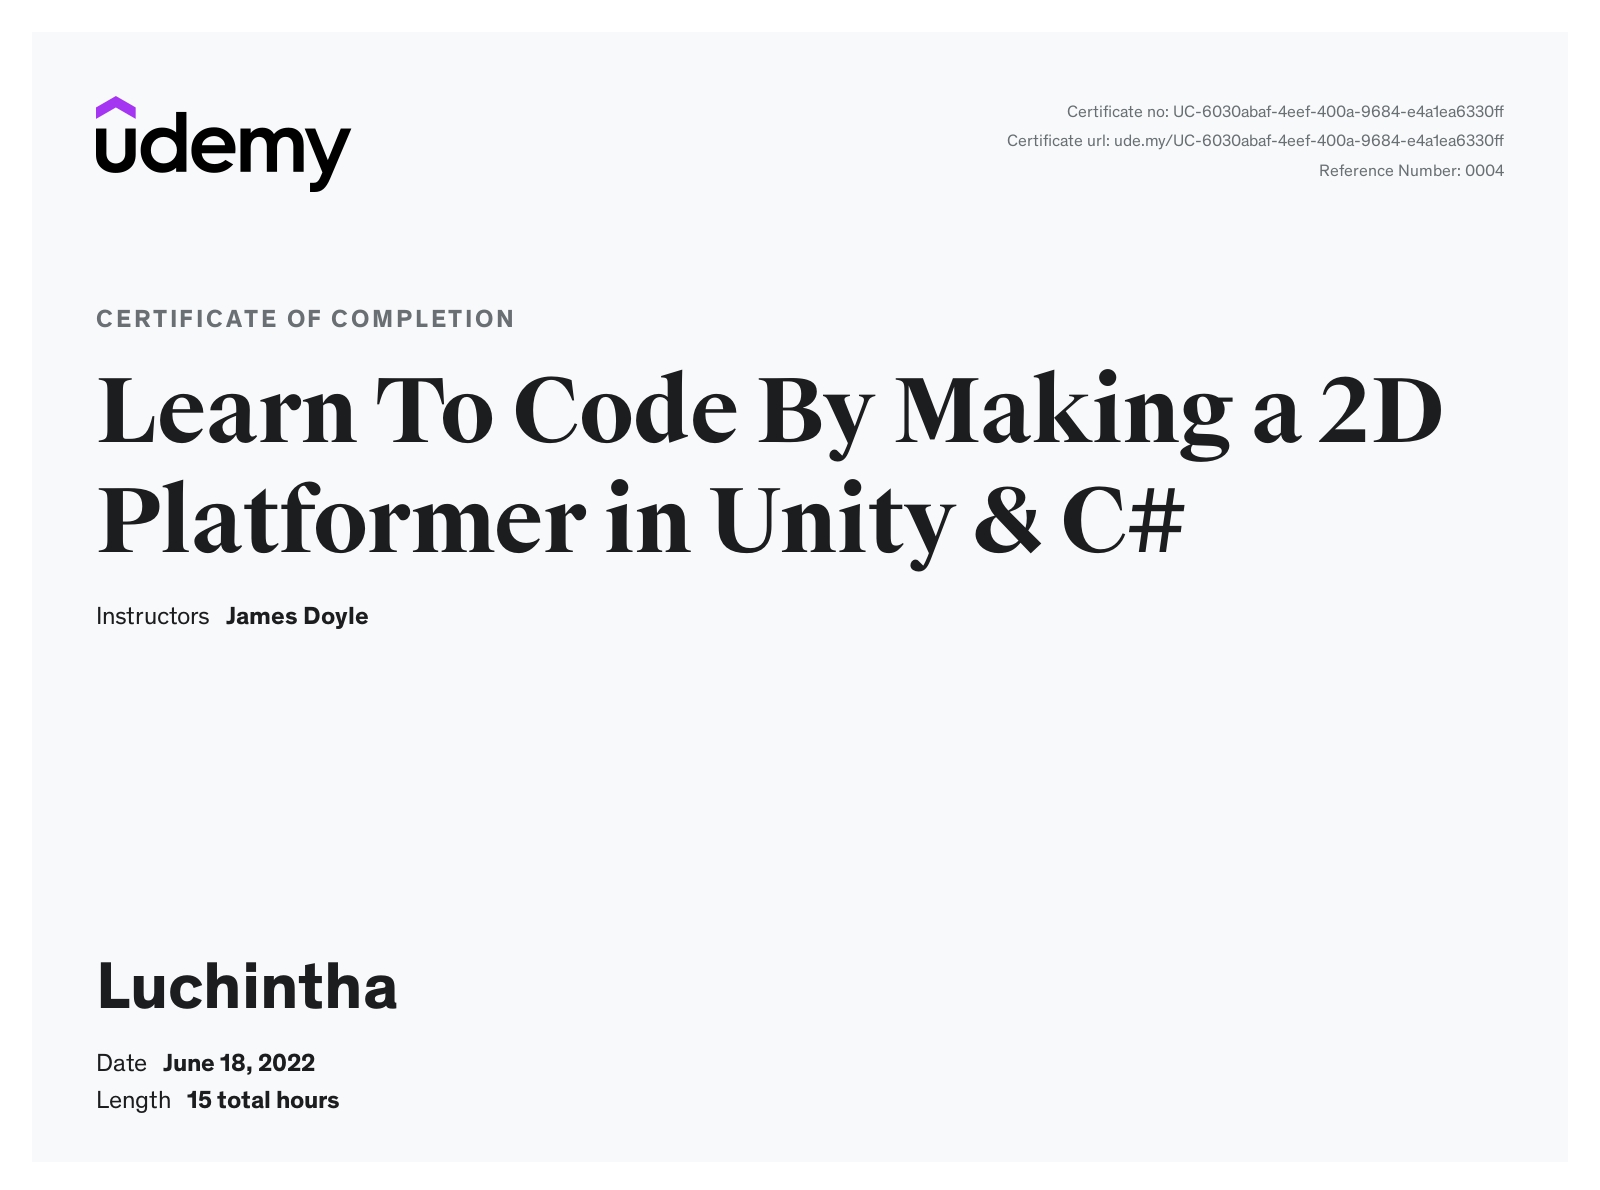 udemy
Certificate no: UC-6030abaf-4eef-400a-9684-e4a1ea6330ff
Certificate url: ude.my/UC-6030abaf-4eef-400a-9684-e4a1ea6330ff
Reference Number: 0004
CERTIFICATE OF COMPLETION
Learn To Code By Making a 2D
Platformer in Unity & C#
Instructors James Doyle
Luchintha
Date June 18, 2022
Length 15 total hours